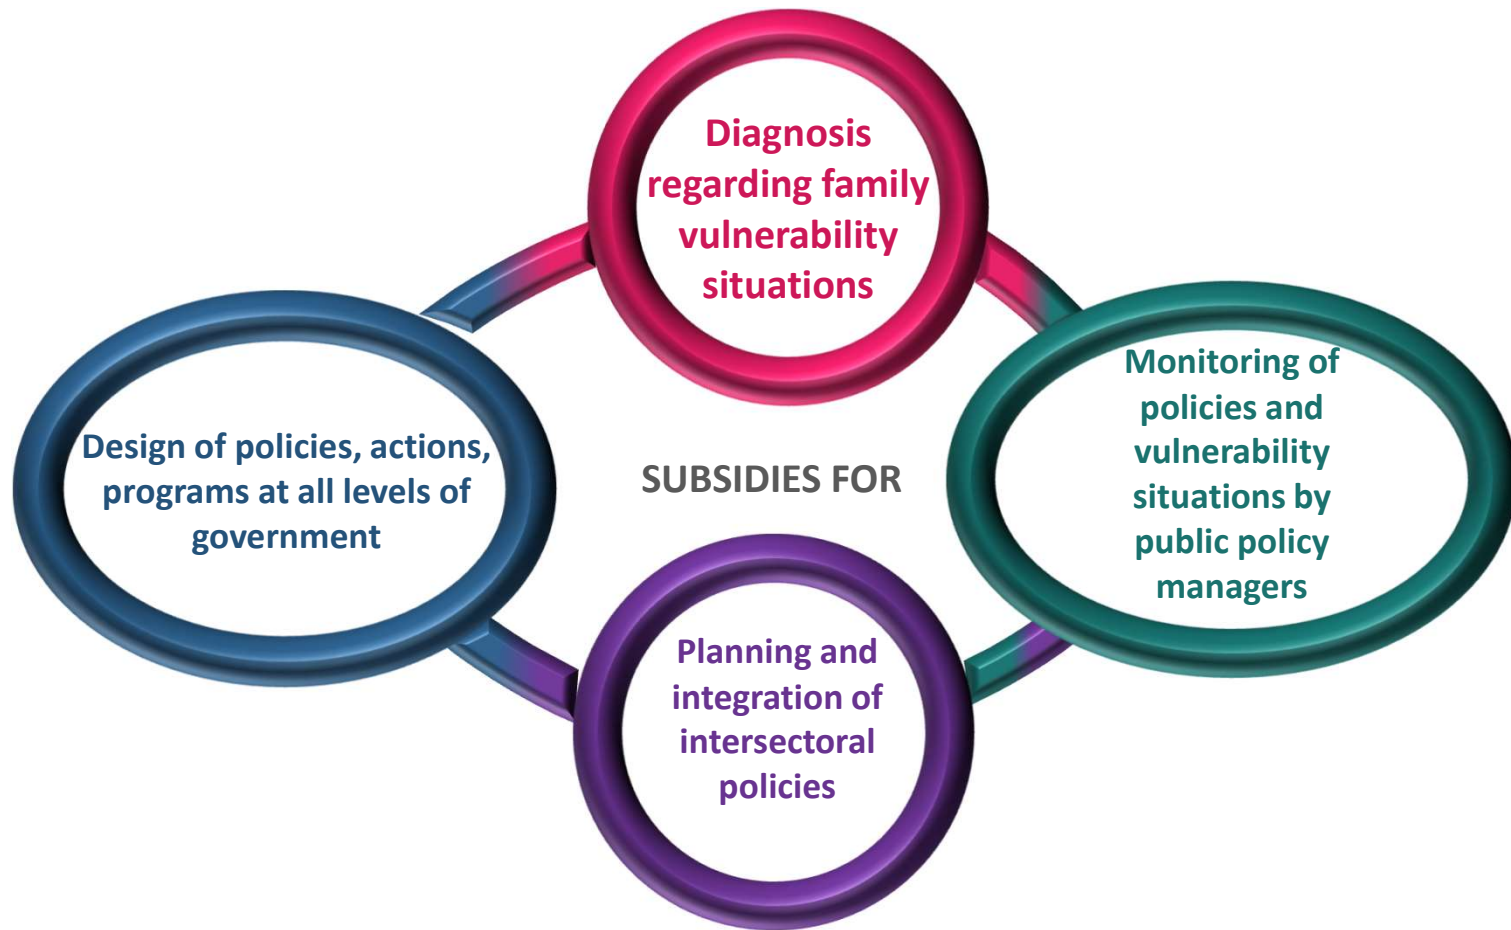 Diagnosis
regarding family
vulnerability
situations
Design of policies, actions,
programs at all levels of
government
SUBSIDIES FOR
Monitoring of
policies and
vulnerability
situations by
public policy
managers
Planning and
integration of
intersectoral
policies